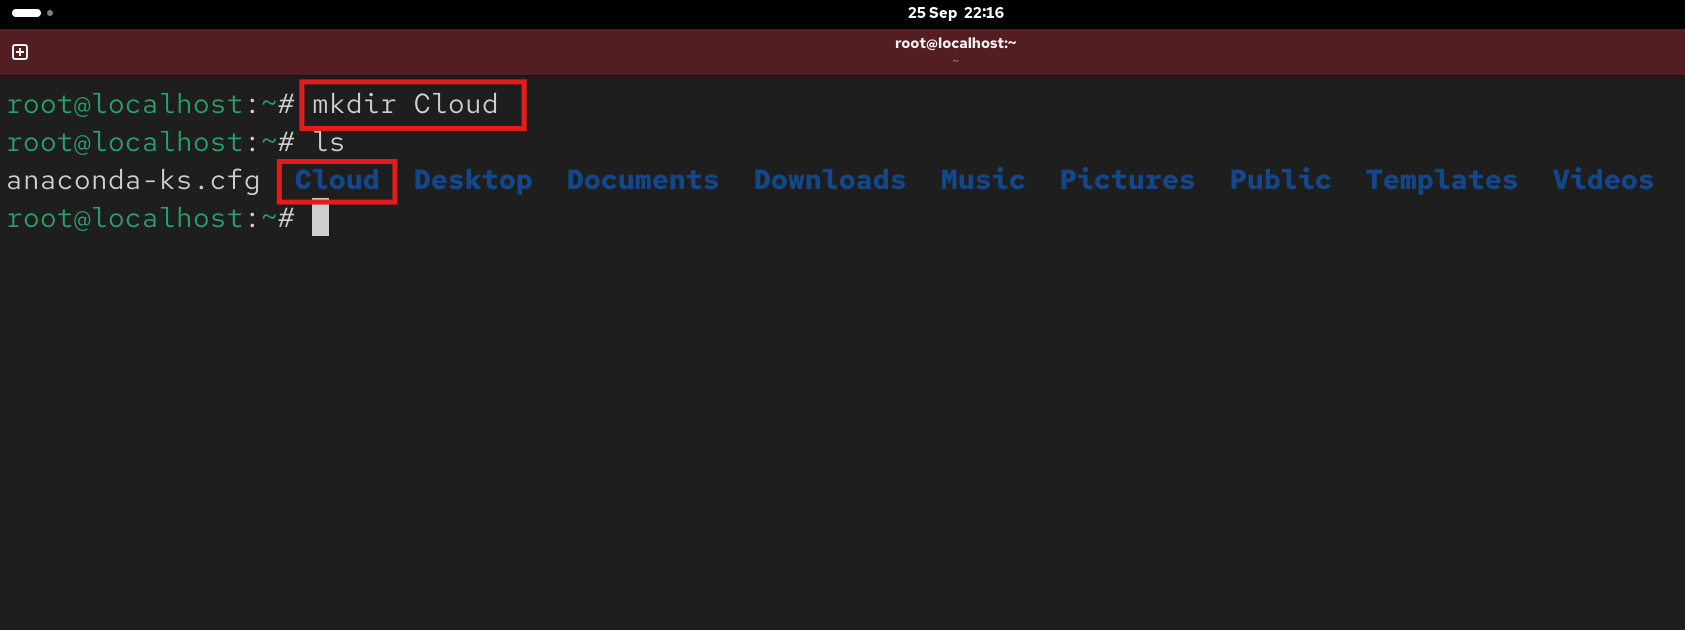 25 Sep 22:16
root@localhost:~
~
root@localhost:~# mkdir Cloud
root@localhost:~# ls
anaconda-ks.cfg Cloud Desktop Documents Downloads Music Pictures Public Templates Videos
root@localhost:~#